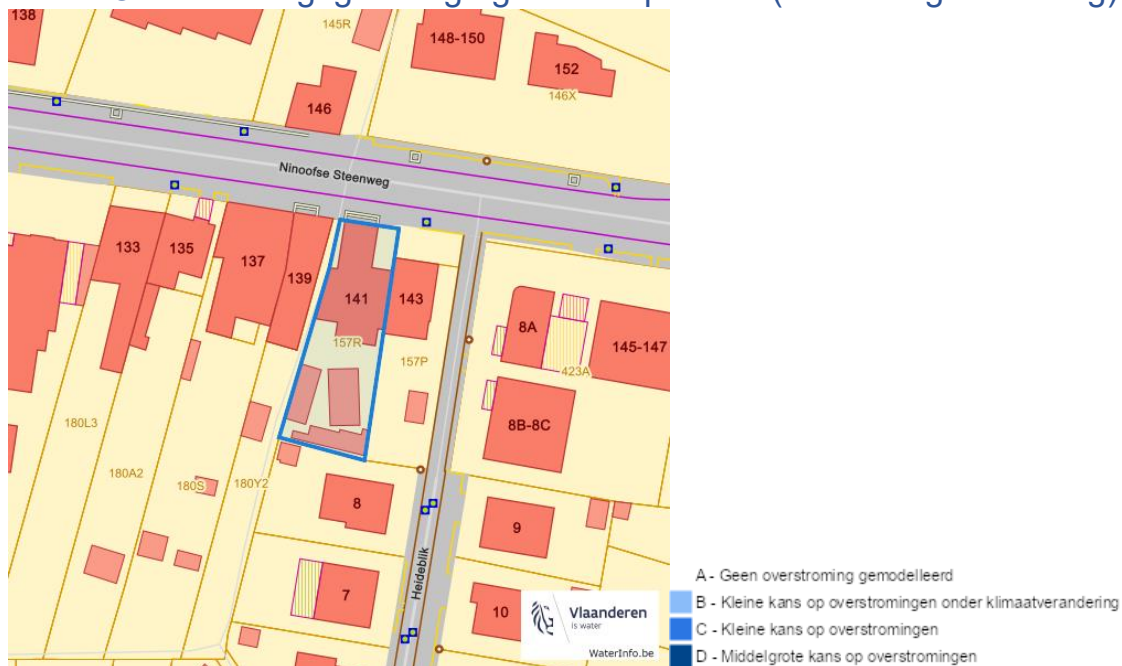 138
145R
148-150
152
146X
146
Ninoofse Steenweg
133
135
137
139
141
143
157R
157P
8A
145-147
423A
8B-8C
180L3
180A2
180S
180Y2
8
9
7
10
Heideblik
Vlaanderen
is water
WaterInfo.be
A - Geen overstroming gemodelleerd
B - Kleine kans op overstromingen onder klimaatverandering
C - Kleine kans op overstromingen
D - Middelgrote kans op overstromingen